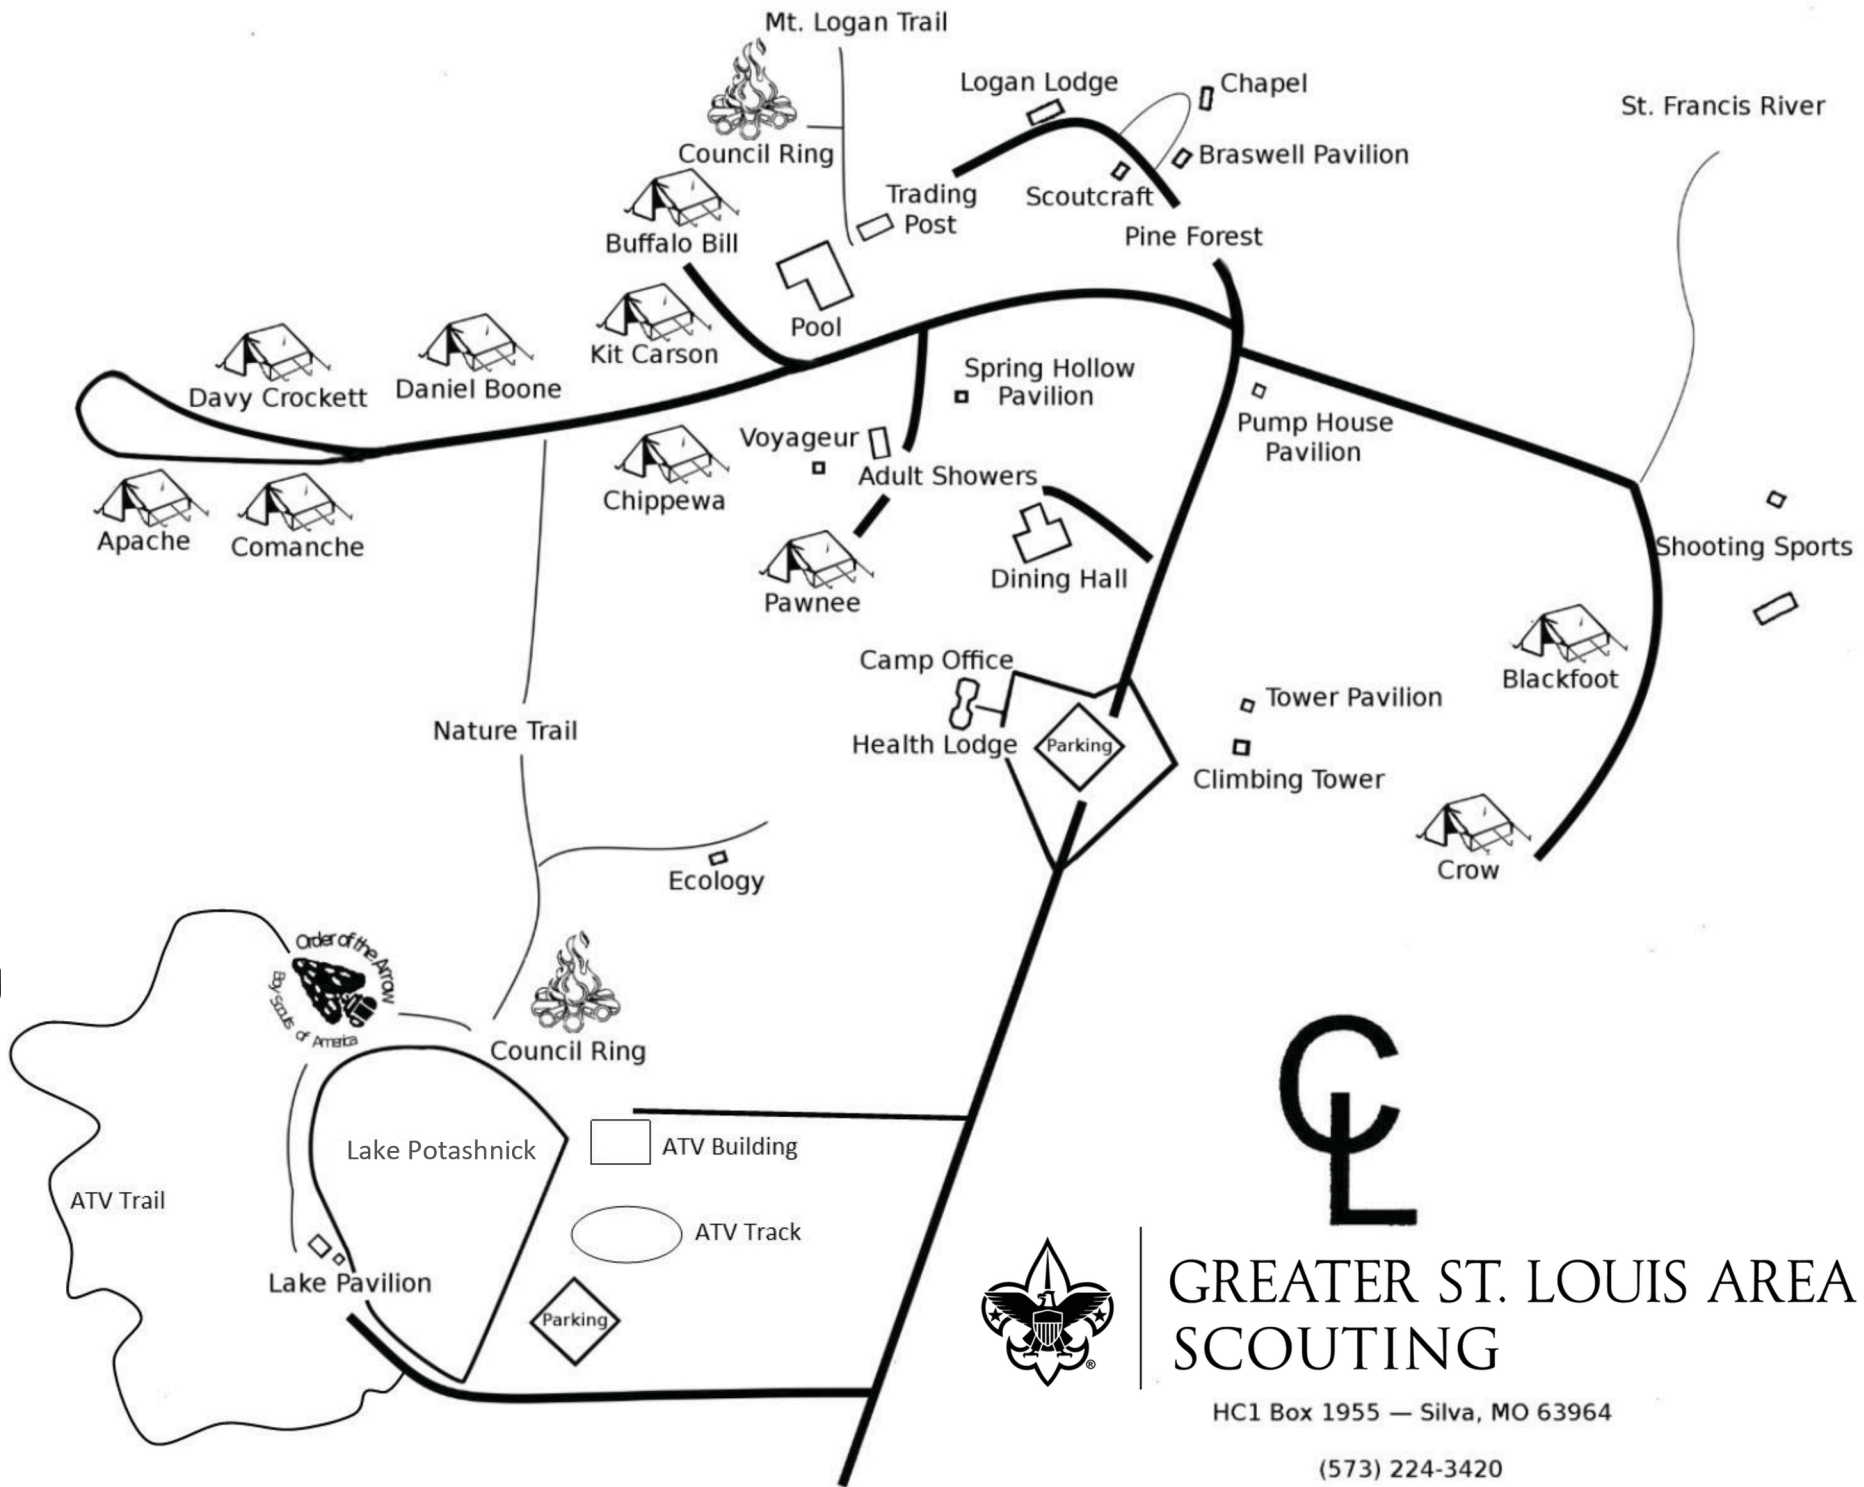 Mt. Logan Trail
Logan Lodge
Chapel
St. Francis River
Council Ring
Braswell Pavilion
Trading
Post
Scoutcraft
Buffalo Bill
Pine Forest
Pool
Kit Carson
Spring Hollow
Pavilion
Davy Crockett
Daniel Boone
Pump House
Pavilion
Voyageur
Adult Showers
Chippewa
Apache
Comanche
Shooting Sports
Dining Hall
Pawnee
Camp Office
Blackfoot
Tower Pavilion
Nature Trail
Health Lodge
Parking
Climbing Tower
Crow
Ecology
Order of the Arrow
Boy Scouts of America
Council Ring
Lake Potashnick
ATV Building
ATV Trail
ATV Track
Lake Pavilion
Parking
CL
GREATER ST. LOUIS AREA
SCOUTING
®
HC1 Box 1955 — Silva, MO 63964
(573) 224-3420